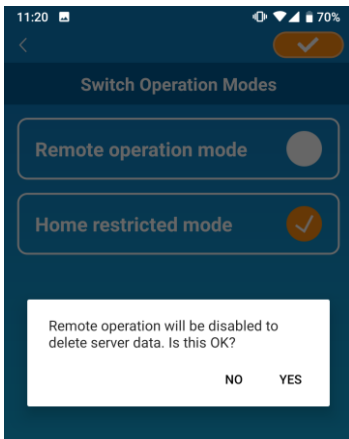 11:20 70%
Switch Operation Modes
Remote operation mode
Home restricted mode
Remote operation will be disabled to
delete server data. Is this OK?
NO YES